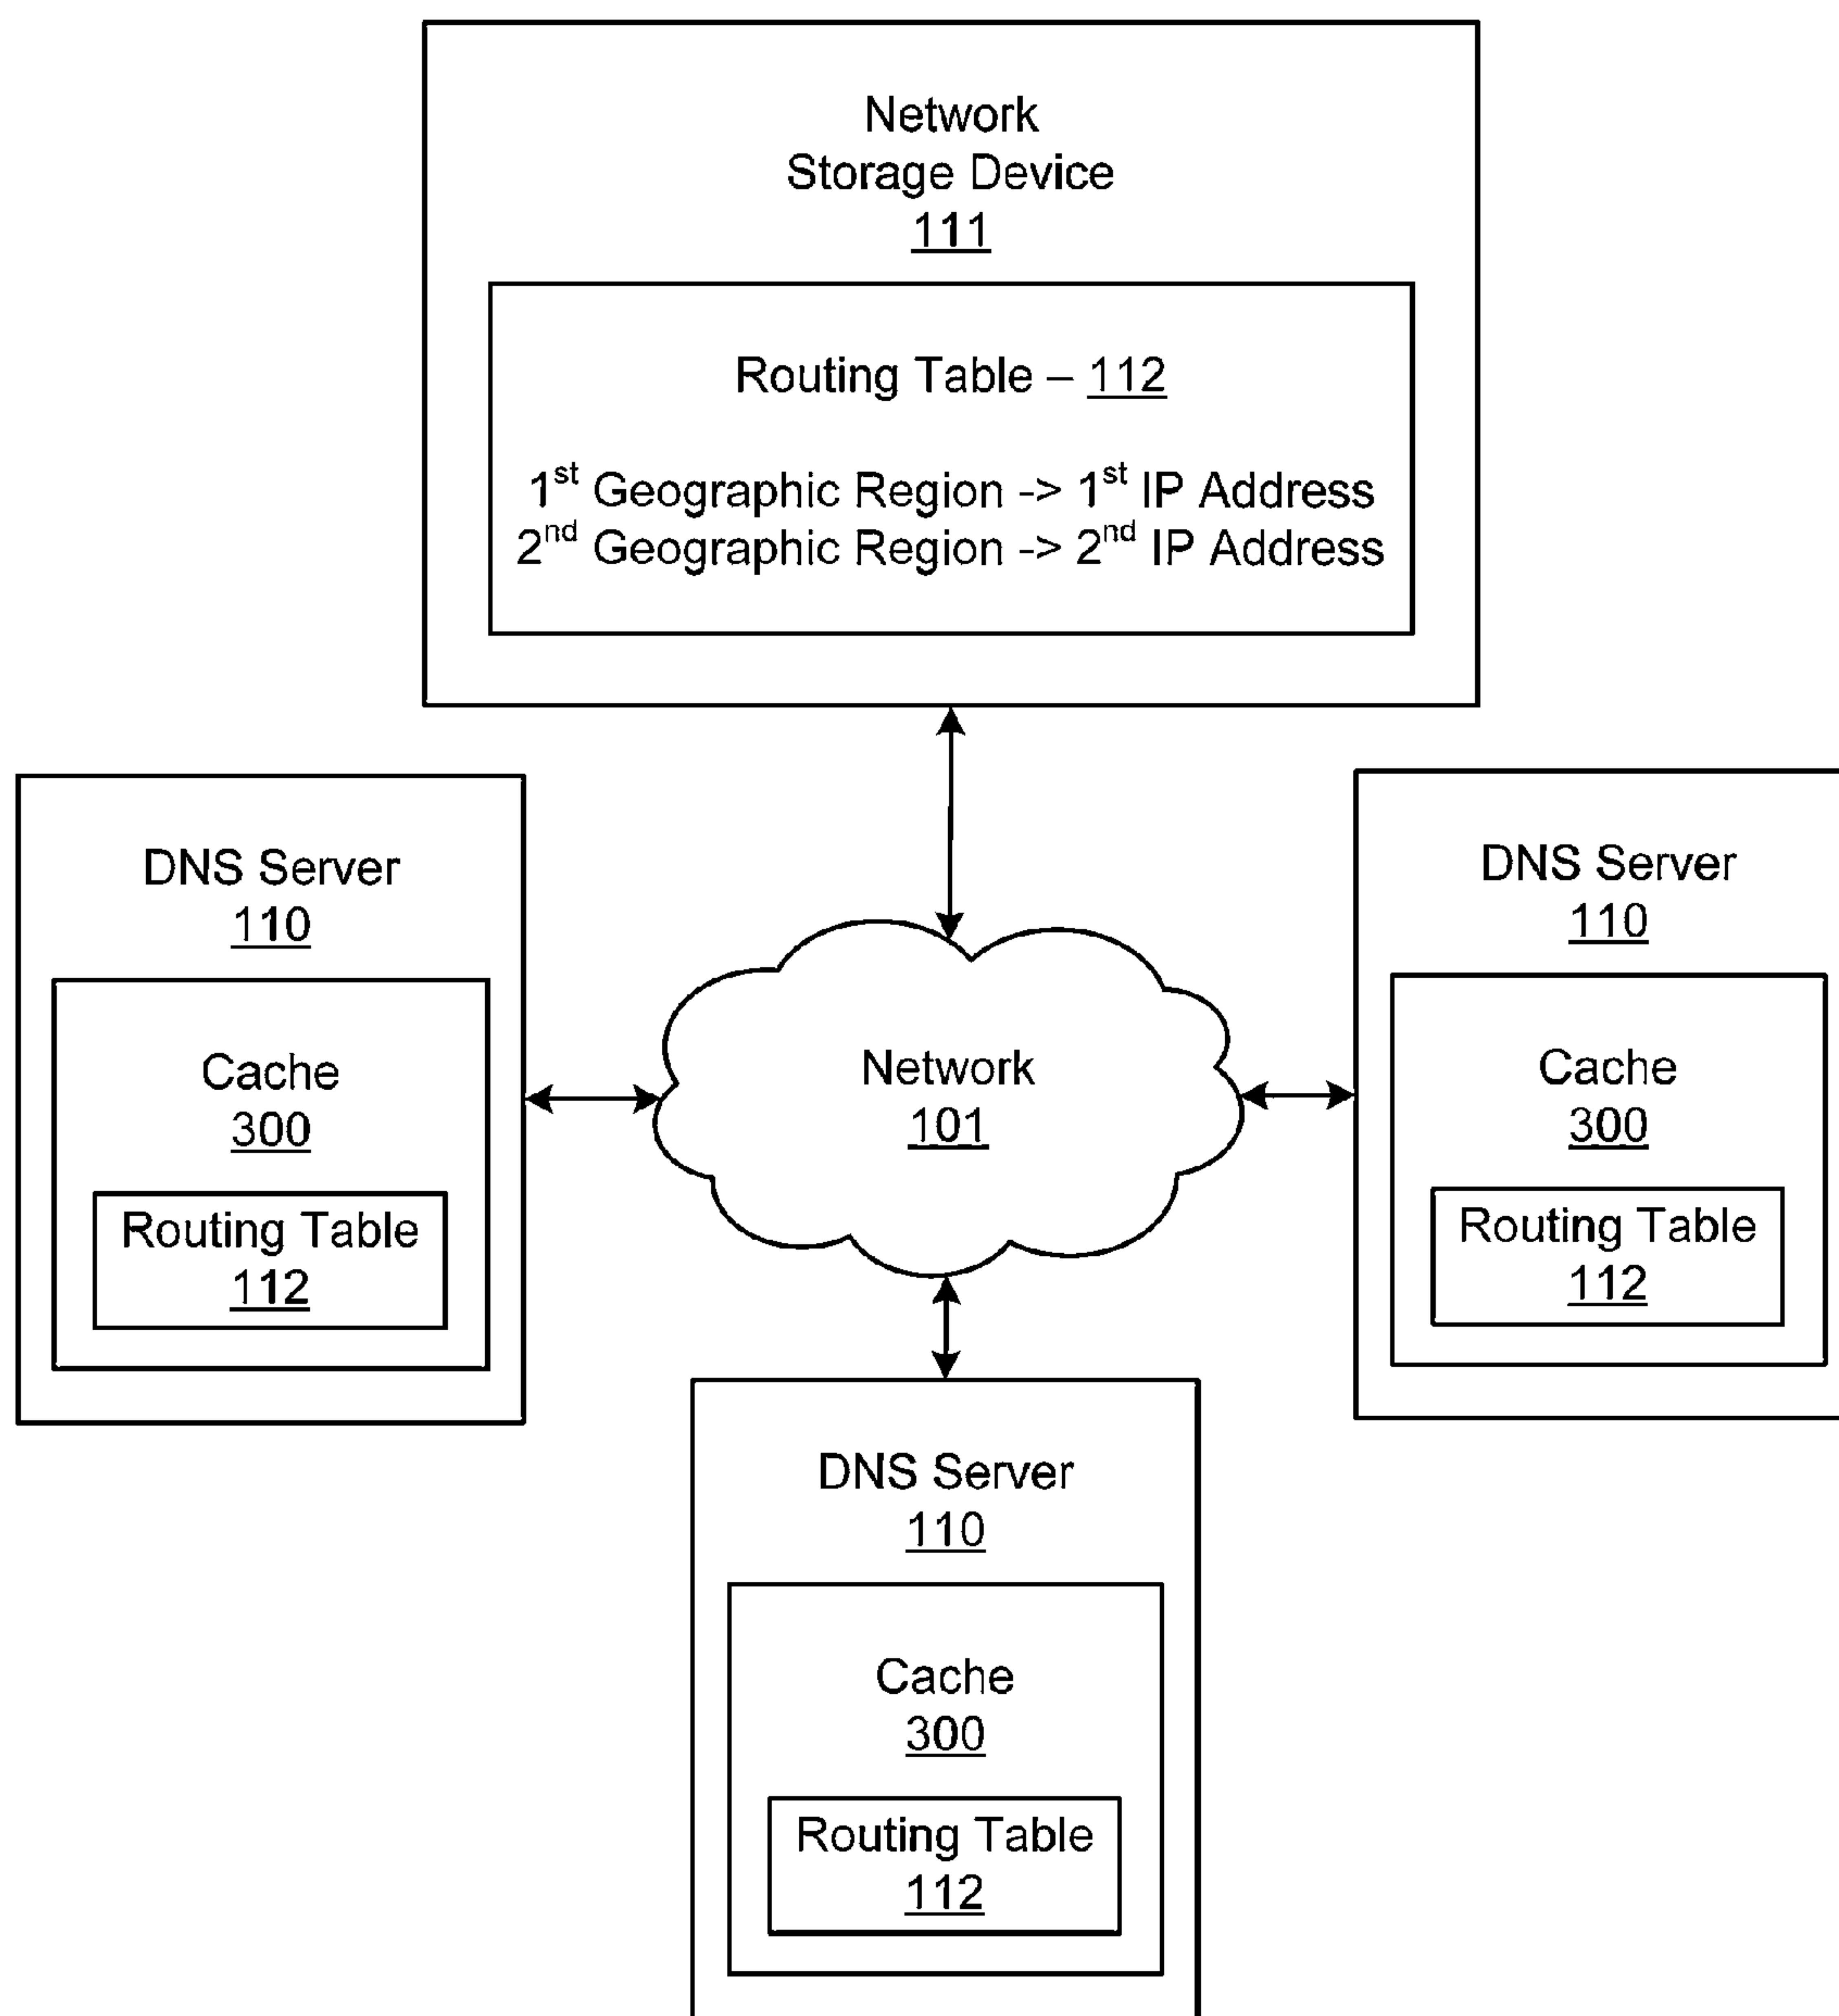 Network
Storage Device
111
Routing Table – 112
1st Geographic Region -> 1st IP Address
2nd Geographic Region -> 2nd IP Address
DNS Server
110
Cache
300
Routing Table
112
Network
101
DNS Server
110
Cache
300
Routing Table
112
DNS Server
110
Cache
300
Routing Table
112